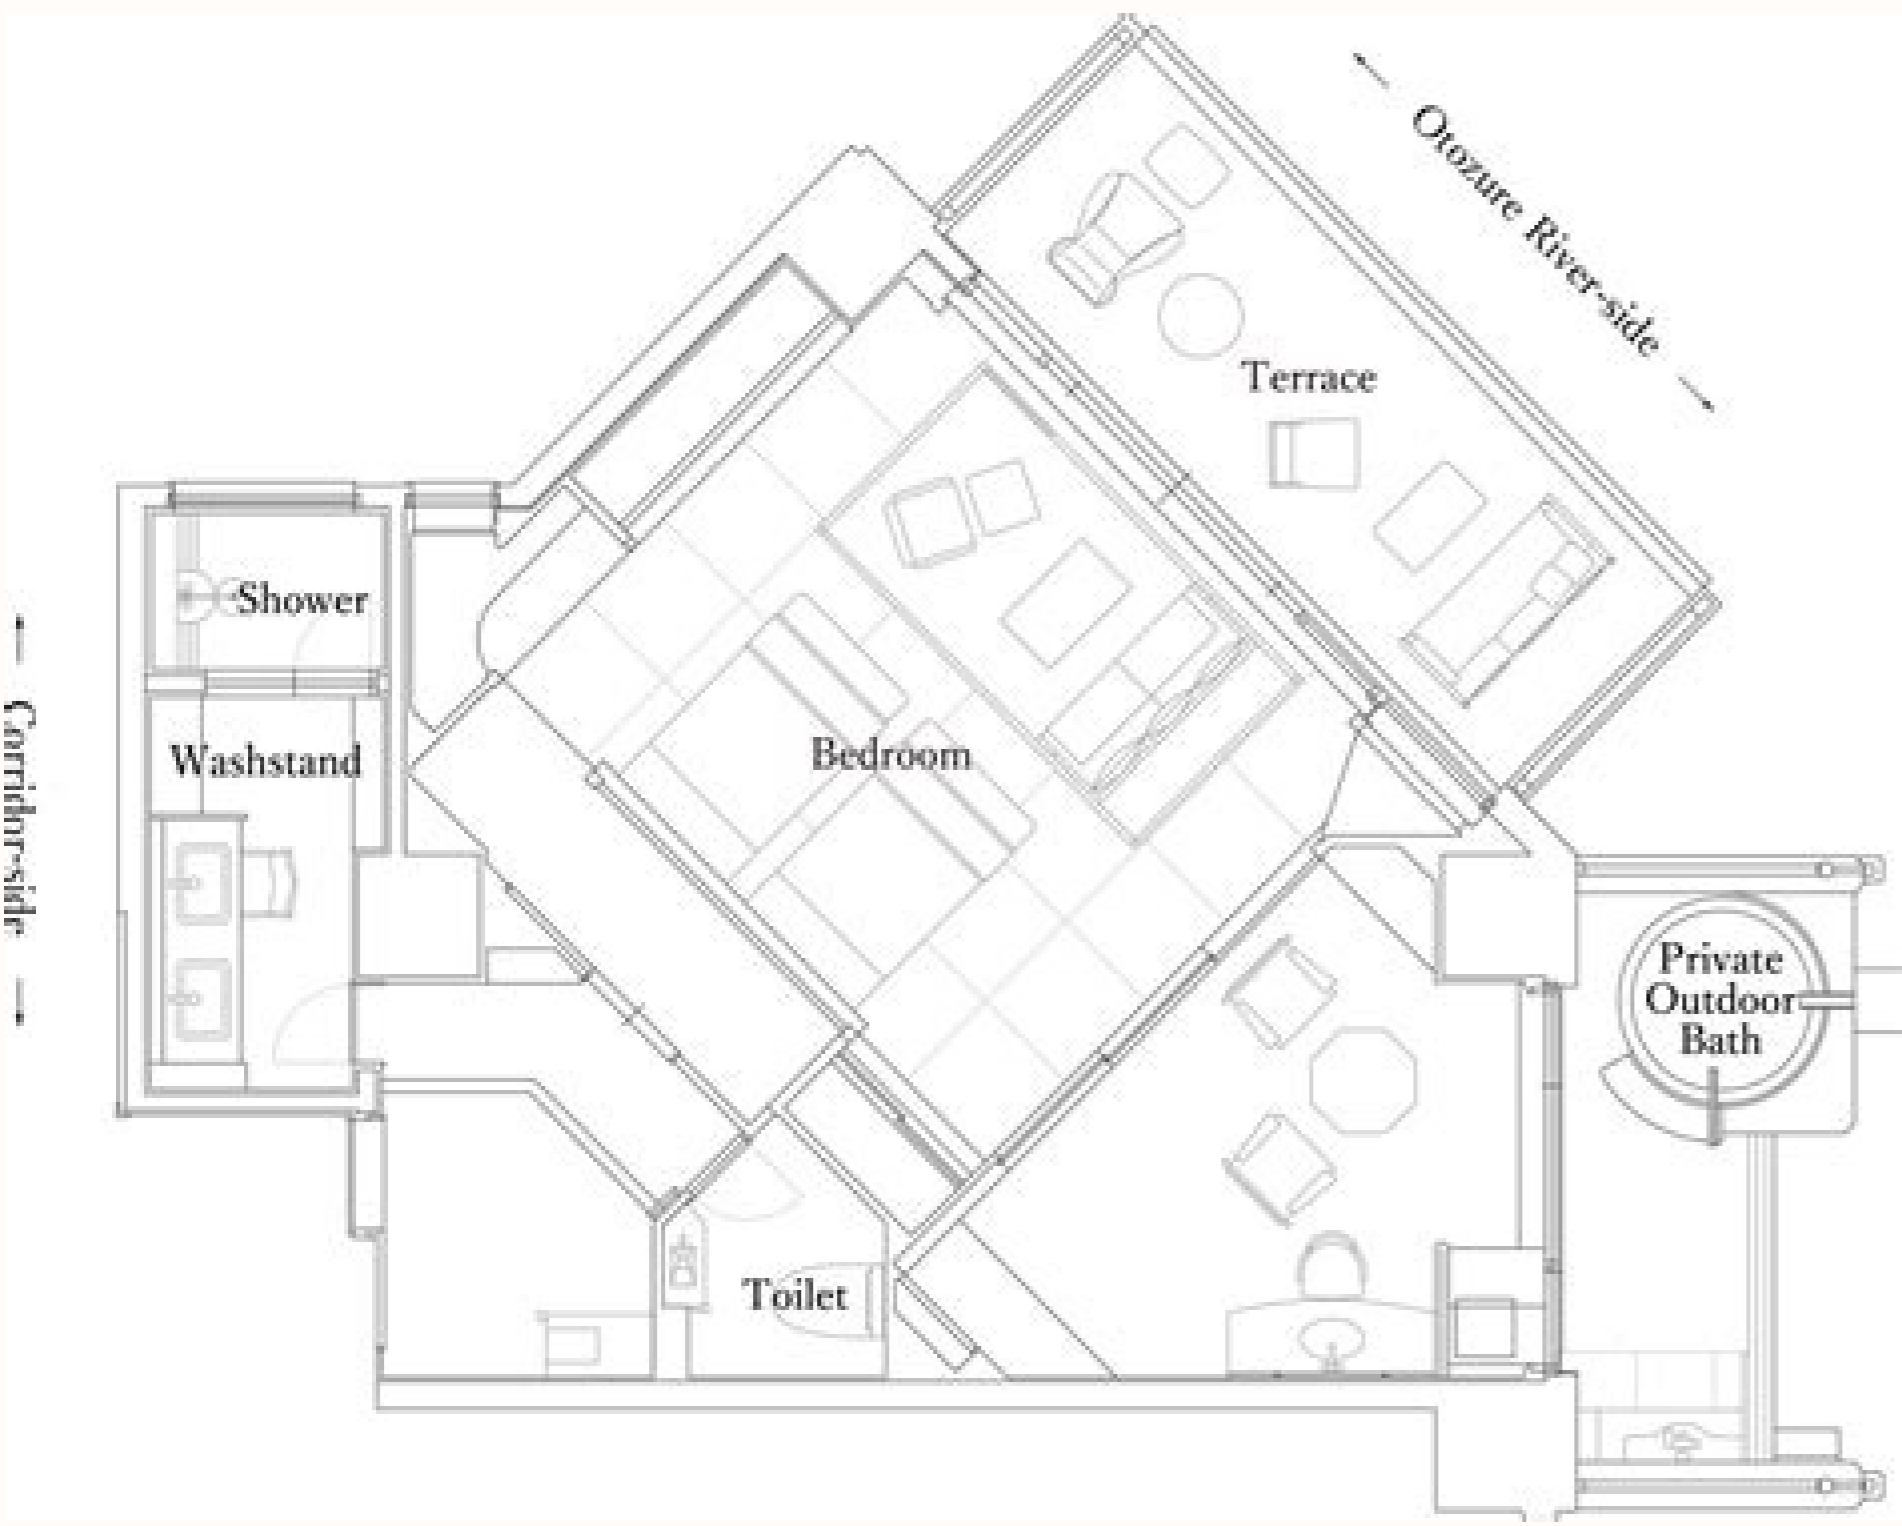 Otozure River-side
Terrace
Shower
Washstand
Bedroom
Corridor-side
Private
Outdoor
Bath
Toilet